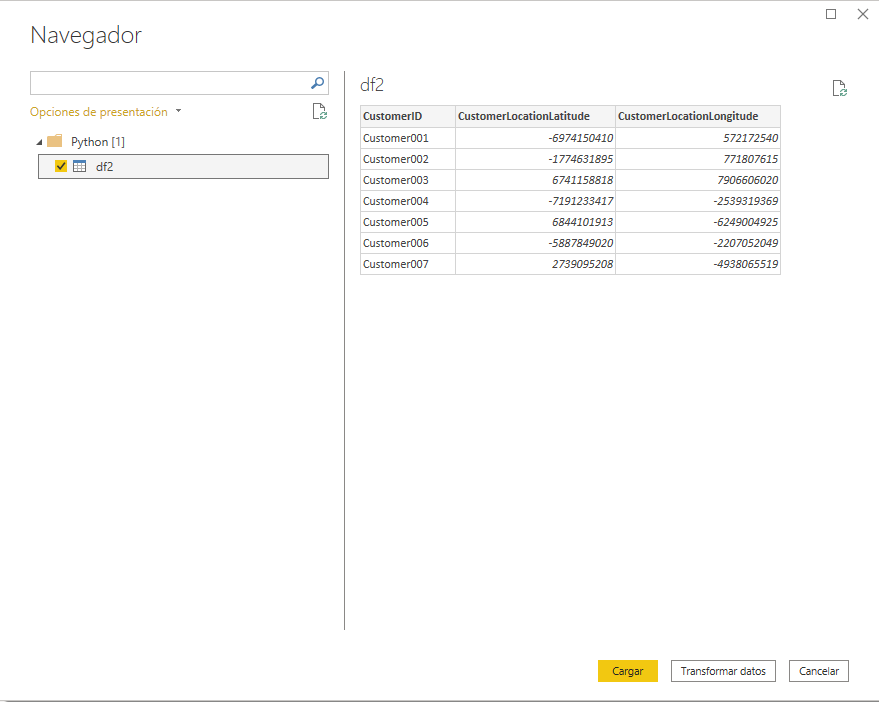 Navegador
Opciones de presentación
Python [1]
df2
df2
CustomerID CustomerLocationLatitude CustomerLocationLongitude
Customer001 -6974150410 572172540
Customer002 -1774631895 771807615
Customer003 6741158818 7906606020
Customer004 -7191233417 -2539319369
Customer005 6844101913 -6249004925
Customer006 -5887849020 -2207052049
Customer007 2739095208 -4938065519
Cargar Transformar datos Cancelar